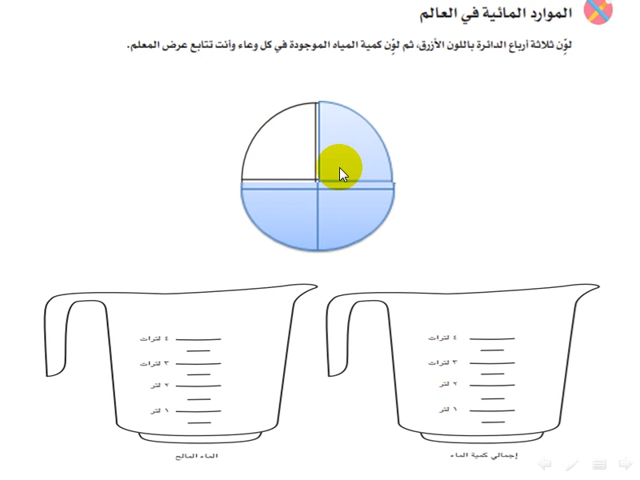 الموارد المائية في العالم
لوِّن ثلاثة أرباع الدائرة باللون الأزرق، ثم لوِّن كمية المياه الموجودة في كل وعاء وأنت تتابع عرض المعلم.
٤ لترات
٣ لترات
٢ لتر
١ لتر
إجمالي كمية الماء
٤ لترات
٣ لترات
٢ لتر
١ لتر
الماء المالح